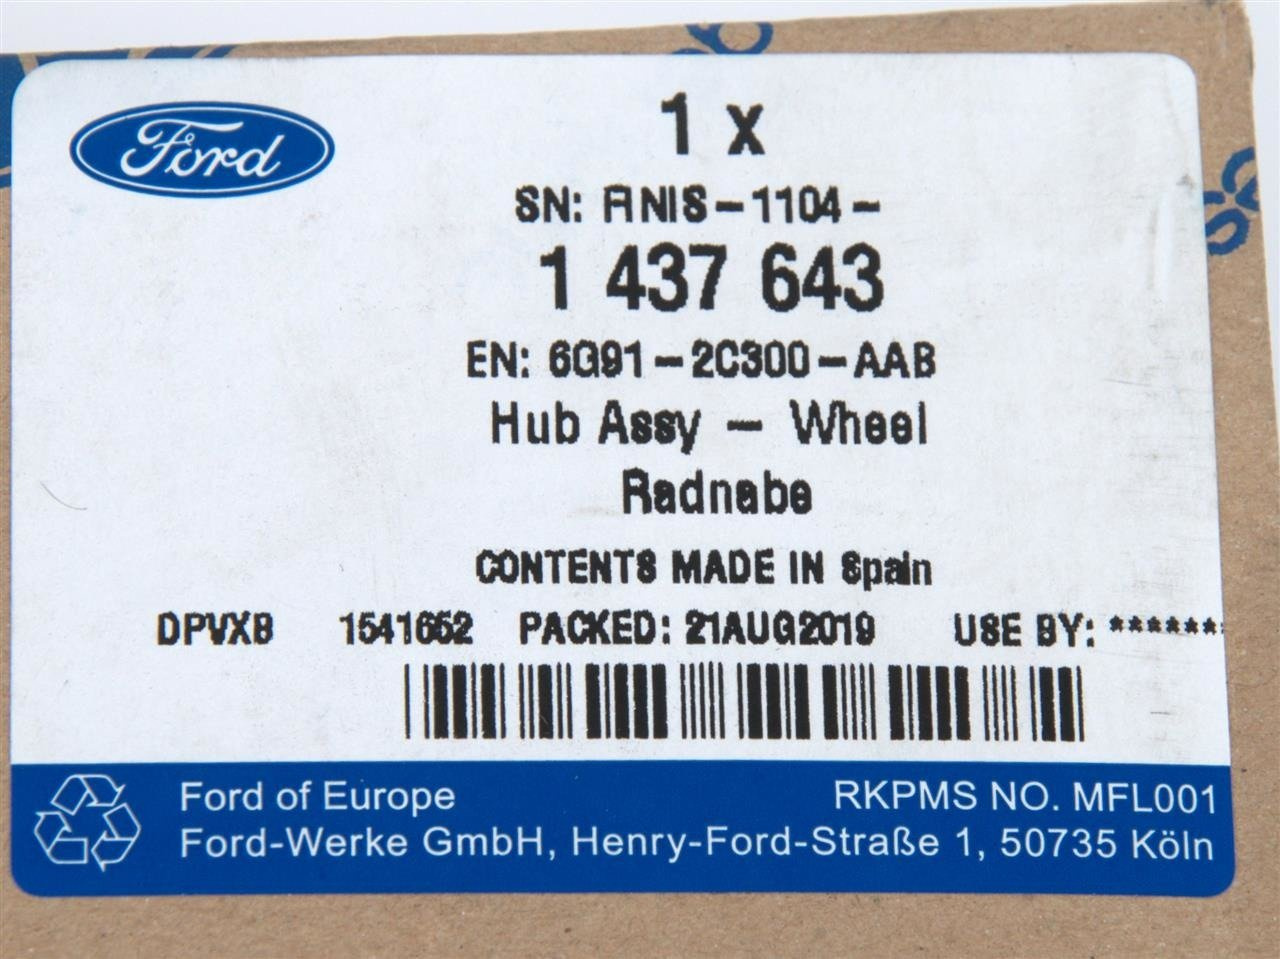 Ford
1 x
SN: FINIS-1104-
1 437 643
EN: 6G91-2C300-AAB
Hub Assy - Wheel
Radnabe
CONTENTS MADE IN Spain
DPVXB 1541652 PACKED: 21AUG2019 USE BY: *******
Ford of Europe RKPMS NO. MFL001
Ford-Werke GmbH, Henry-Ford-Straße 1, 50735 Köln